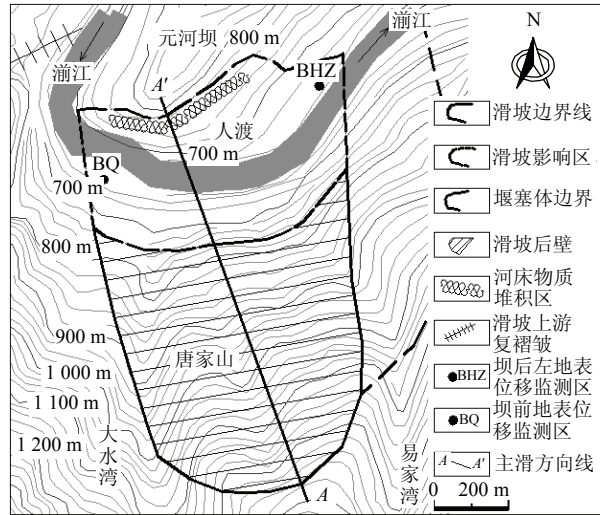 元河坝 800 m
湔江
N
湔江
BHZ
A′
人渡
700 m
BQ
700 m
800 m
900 m
唐家山
1 000 m
1 100 m
1 200 m
大水湾
易家湾
A
滑坡边界线
滑坡影响区
堰塞体边界
滑坡后壁
河床物质
堆积区
滑坡上游
复褶皱
BHZ 坝后左地表
位移监测区
BQ 坝前地表位
移监测区
A A′ 主滑方向线
0 200 m